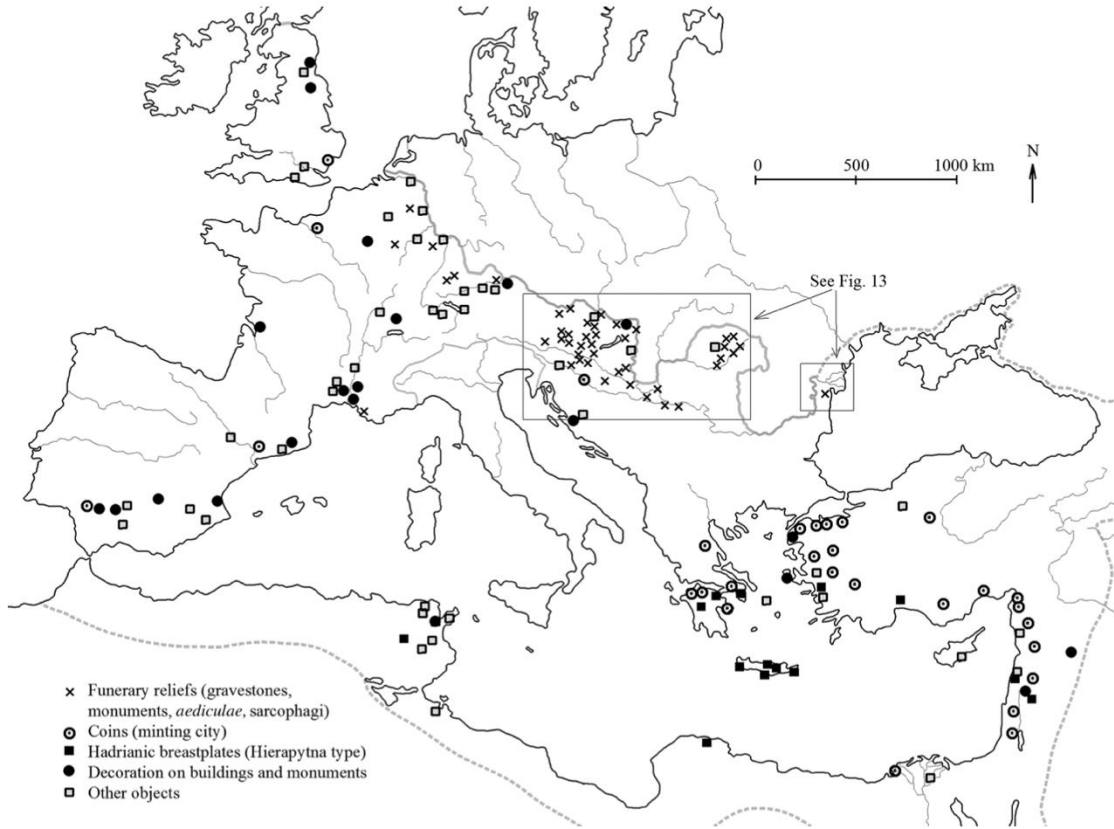 N
0 500 1000 km
See Fig. 13
Funerary reliefs (gravestones,
monuments, aediculae, sarcophagi)
Coins (minting city)
Hadrianic breastplates (Hierapytna type)
Decoration on buildings and monuments
Other objects